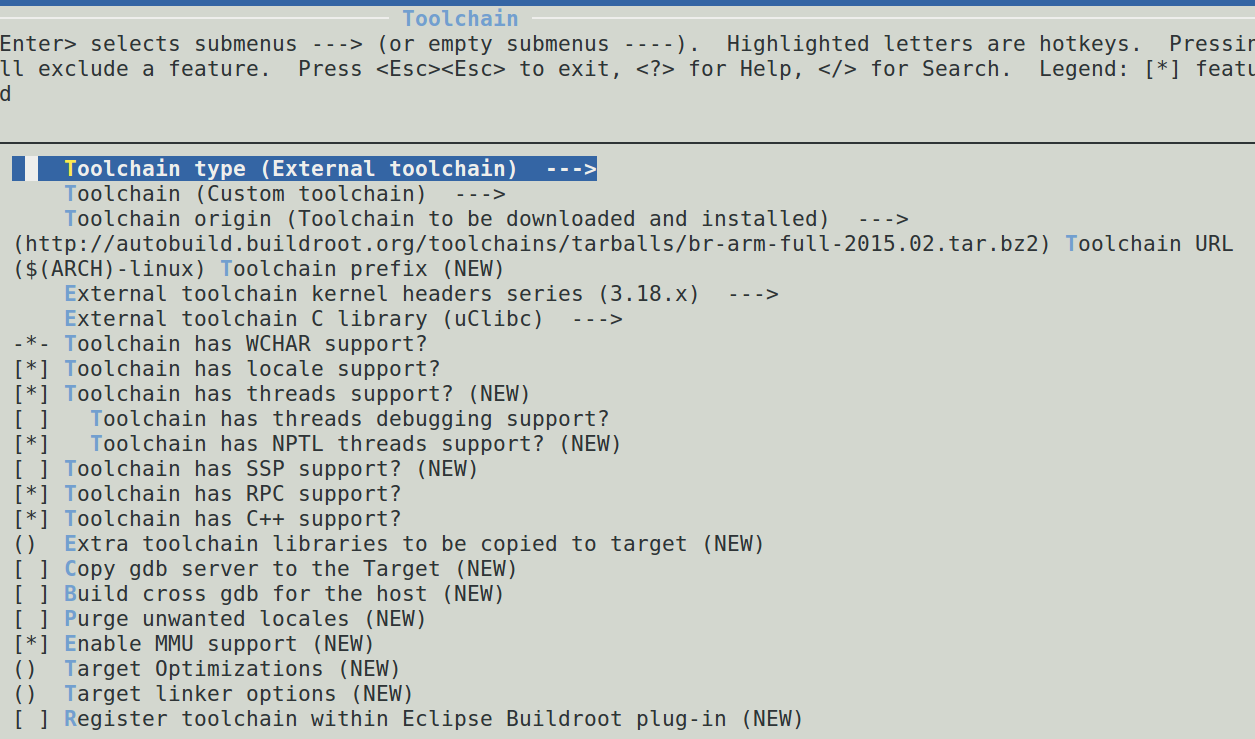 Toolchain
Enter> selects submenus ---> (or empty submenus ----).  Highlighted letters are hotkeys.  Pressin
ll exclude a feature.  Press <Esc><Esc> to exit, <?> for Help, </> for Search.  Legend: [*] featu
d
Toolchain type (External toolchain)  --->
Toolchain (Custom toolchain)  --->
Toolchain origin (Toolchain to be downloaded and installed)  --->
(http://autobuild.buildroot.org/toolchains/tarballs/br-arm-full-2015.02.tar.bz2) Toolchain URL
($(ARCH)-linux) Toolchain prefix (NEW)
External toolchain kernel headers series (3.18.x)  --->
External toolchain C library (uClibc)  --->
-*- Toolchain has WCHAR support?
[*] Toolchain has locale support?
[*] Toolchain has threads support? (NEW)
[ ]   Toolchain has threads debugging support?
[*]   Toolchain has NPTL threads support? (NEW)
[ ] Toolchain has SSP support? (NEW)
[*] Toolchain has RPC support?
[*] Toolchain has C++ support?
()  Extra toolchain libraries to be copied to target (NEW)
[ ] Copy gdb server to the Target (NEW)
[ ] Build cross gdb for the host (NEW)
[ ] Purge unwanted locales (NEW)
[*] Enable MMU support (NEW)
()  Target Optimizations (NEW)
()  Target linker options (NEW)
[ ] Register toolchain within Eclipse Buildroot plug-in (NEW)